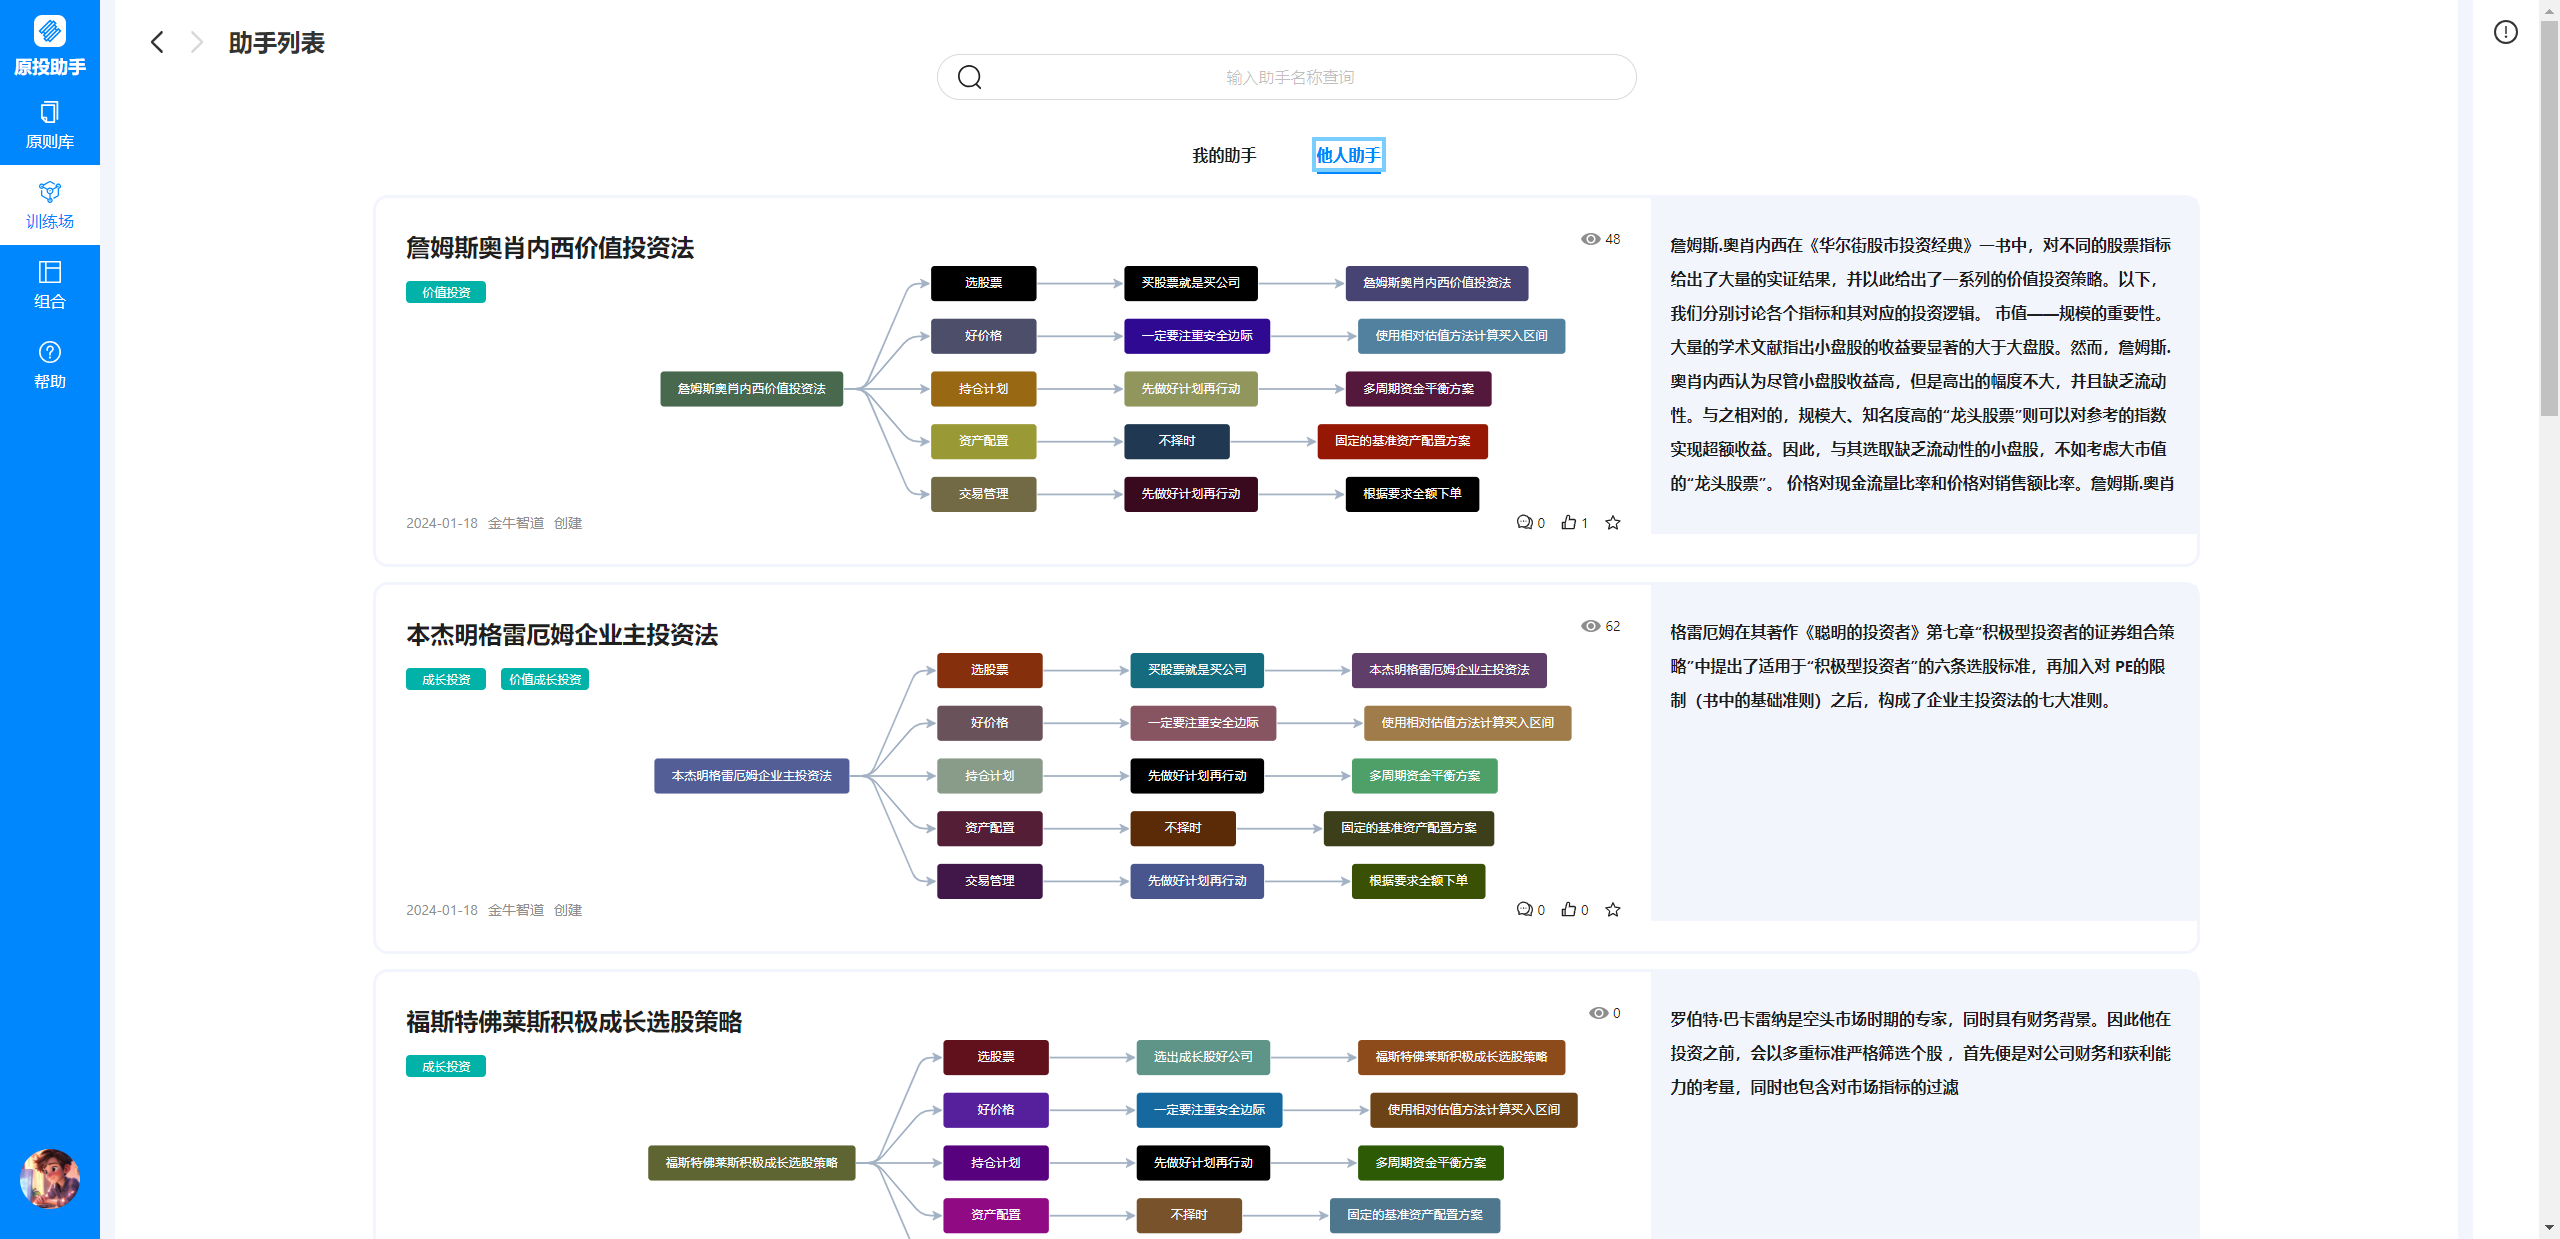 原投助手
原则库
训练场
组合
帮助
助手列表
输入助手名称查询
我的助手
他人助手
詹姆斯奥肖内西价值投资法
48
价值投资
詹姆斯奥肖内西价值投资法
选股票
买股票就是买公司
詹姆斯奥肖内西价值投资法
好价格
一定要注重安全边际
使用相对估值方法计算买入区间
持仓计划
先做好计划再行动
多周期资金平衡方案
资产配置
不择时
固定的基准资产配置方案
交易管理
先做好计划再行动
根据要求全额下单
2024-01-18 金牛智道 创建
0
1
詹姆斯.奥肖内西在《华尔街股市投资经典》一书中，对不同的股票指标
给出了大量的实证结果，并以此给出了一系列的价值投资策略。以下，
我们分别讨论各个指标和其对应的投资逻辑。 市值——规模的重要性。
大量的学术文献指出小盘股的收益要显著的大于大盘股。然而，詹姆斯.
奥肖内西认为尽管小盘股收益高，但是高出的幅度不大，并且缺乏流动
性。与之相对的，规模大、知名度高的“龙头股票”则可以对参考的指数
实现超额收益。因此，与其选取缺乏流动性的小盘股，不如考虑大市值
的“龙头股票”。 价格对现金流量比率和价格对销售额比率。詹姆斯.奥肖
本杰明格雷厄姆企业主投资法
62
成长投资
价值成长投资
本杰明格雷厄姆企业主投资法
选股票
买股票就是买公司
本杰明格雷厄姆企业主投资法
好价格
一定要注重安全边际
使用相对估值方法计算买入区间
持仓计划
先做好计划再行动
多周期资金平衡方案
资产配置
不择时
固定的基准资产配置方案
交易管理
先做好计划再行动
根据要求全额下单
2024-01-18 金牛智道 创建
0
0
格雷厄姆在其著作《聪明的投资者》第七章“积极型投资者的证券组合策
略”中提出了适用于“积极型投资者”的六条选股标准，再加入对 PE的限
制（书中的基础准则）之后，构成了企业主投资法的七大准则。
福斯特佛莱斯积极成长选股策略
0
成长投资
福斯特佛莱斯积极成长选股策略
选股票
选出成长股好公司
福斯特佛莱斯积极成长选股策略
好价格
一定要注重安全边际
使用相对估值方法计算买入区间
持仓计划
先做好计划再行动
多周期资金平衡方案
资产配置
不择时
固定的基准资产配置方案
罗伯特·巴卡雷纳是空头市场时期的专家，同时具有财务背景。因此他在
投资之前，会以多重标准严格筛选个股 ，首先便是对公司财务和获利能
力的考量，同时也包含对市场指标的过滤